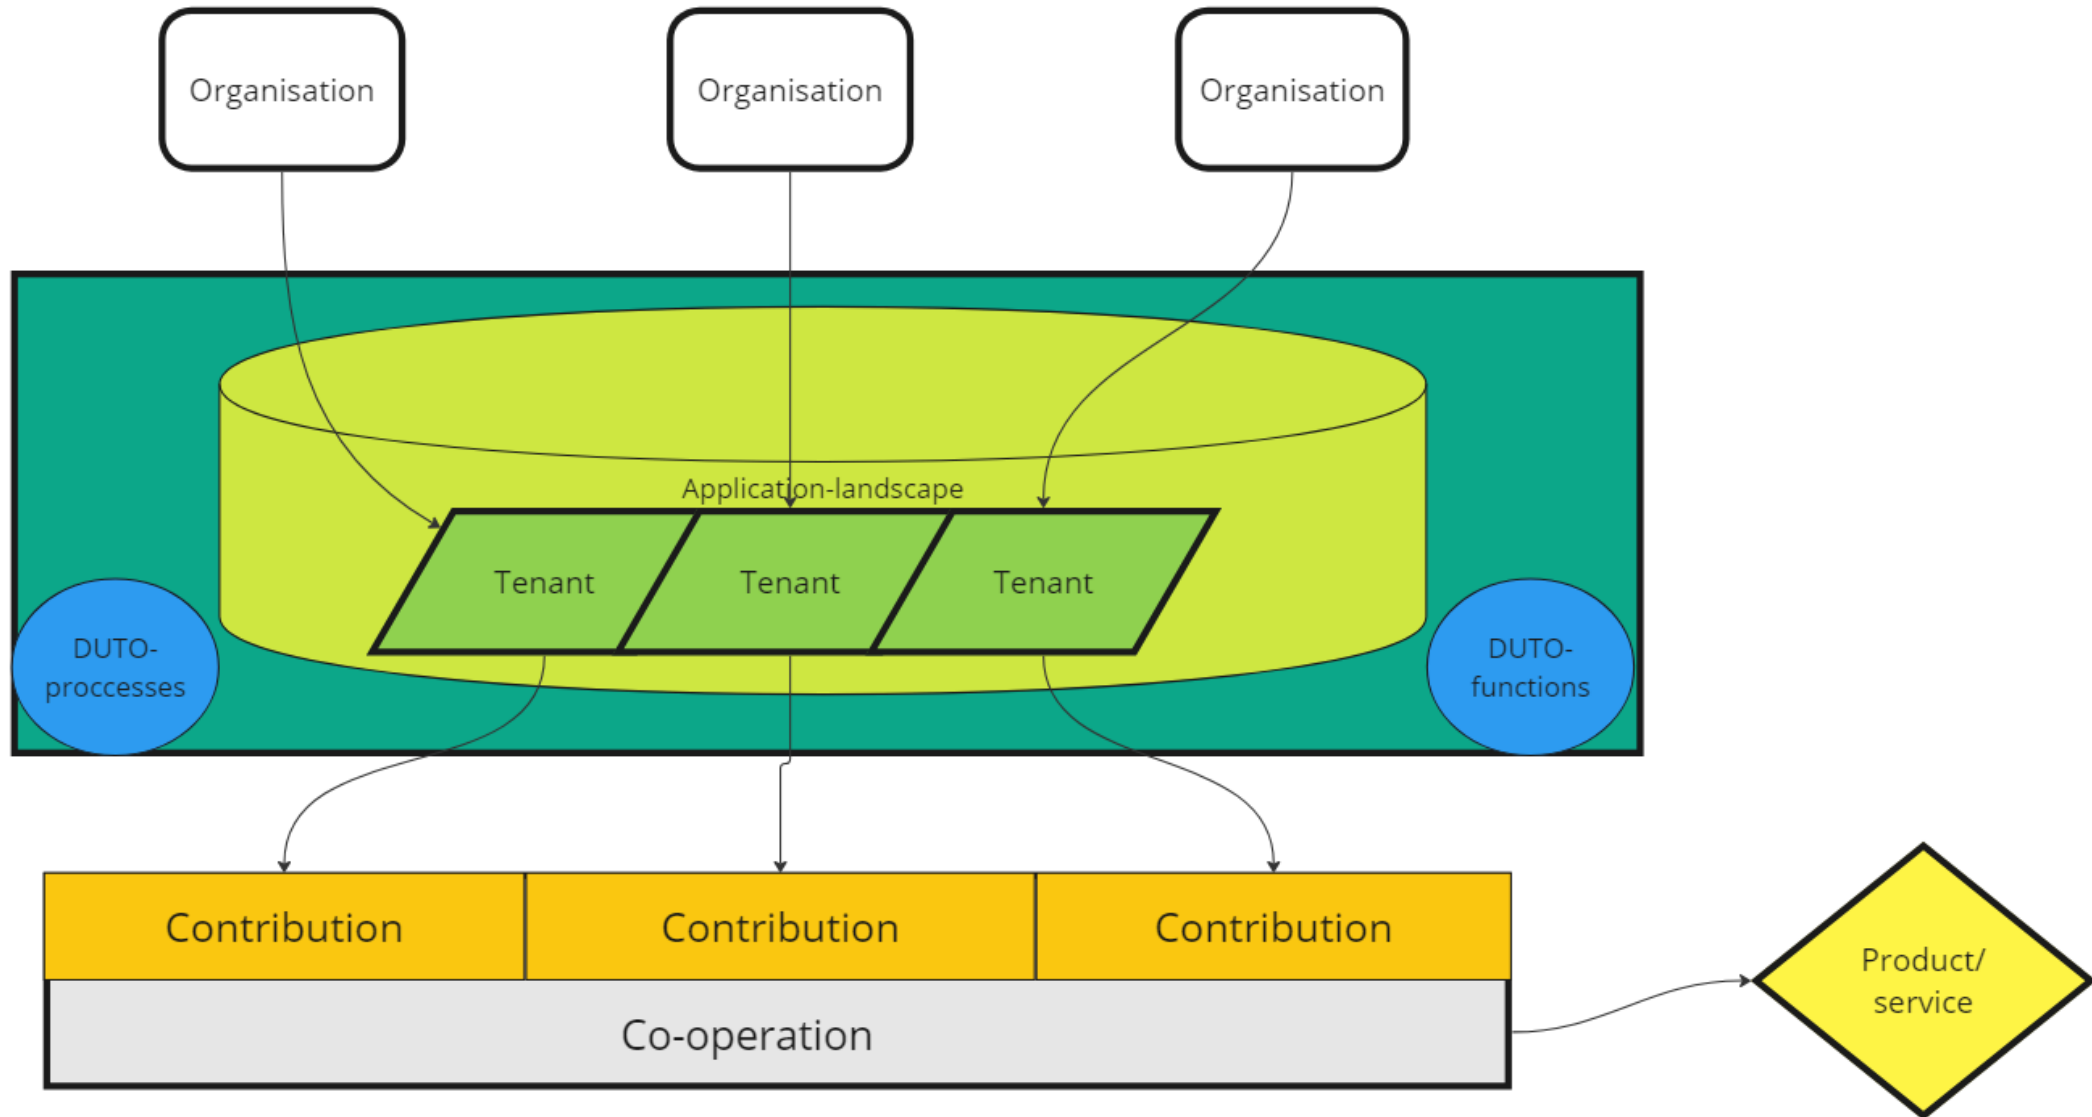 Organisation
Organisation
Organisation
Application-landscape
Tenant
Tenant
Tenant
DUTO-
proccesses
DUTO-
functions
Contribution
Contribution
Contribution
Co-operation
Product/
service